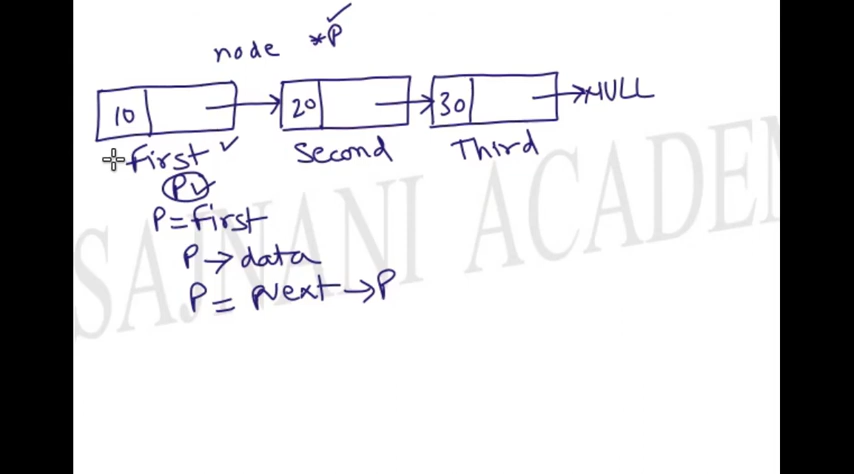 node *P
10 20 30 NULL
first Second Third
P
P=first
P→data
P= Next→P
SAJNANI ACADEM